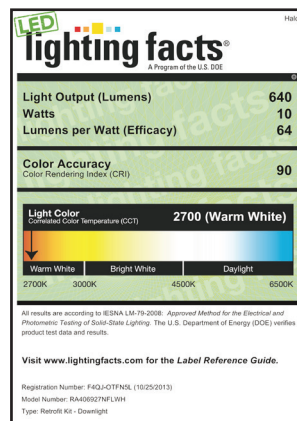 Halo
LED
lighting facts®
A Program of the U.S. DOE
Light Output (Lumens) 640
Watts 10
Lumens per Watt (Efficacy) 64
Color Accuracy
Color Rendering Index (CRI) 90
Light Color
Correlated Color Temperature (CCT) 2700 (Warm White)
Warm White Bright White Daylight
2700K 3000K 4500K 6500K
All results are according to IESNA LM-79-2008: Approved Method for the Electrical and
Photometric Testing of Solid-State Lighting. The U.S. Department of Energy (DOE) verifies
product test data and results.
Visit www.lightingfacts.com for the Label Reference Guide.
Registration Number: F4QJ-OTFN5L (10/25/2013)
Model Number: RA406927NFLWH
Type: Retrofit Kit - Downlight